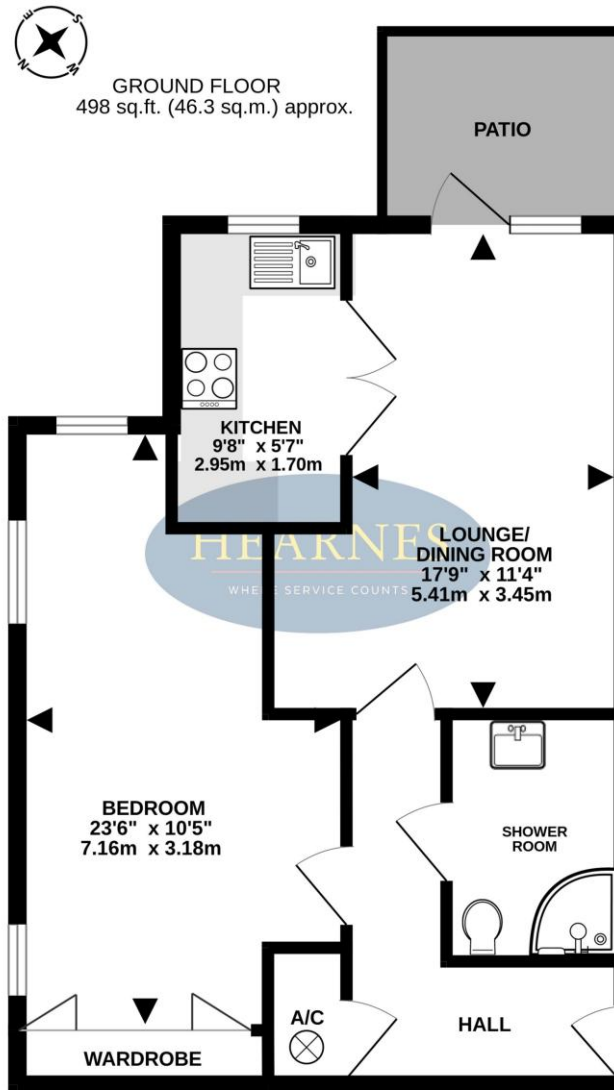 E
S
N
W
GROUND FLOOR
498 sq.ft. (46.3 sq.m.) approx.
PATIO
KITCHEN
9'8" x 5'7"
2.95m x 1.70m
HEARNES
WHERE SERVICE COUNTS
LOUNGE/
DINING ROOM
17'9" x 11'4"
5.41m x 3.45m
BEDROOM
23'6" x 10'5"
7.16m x 3.18m
SHOWER
ROOM
A/C
HALL
WARDROBE